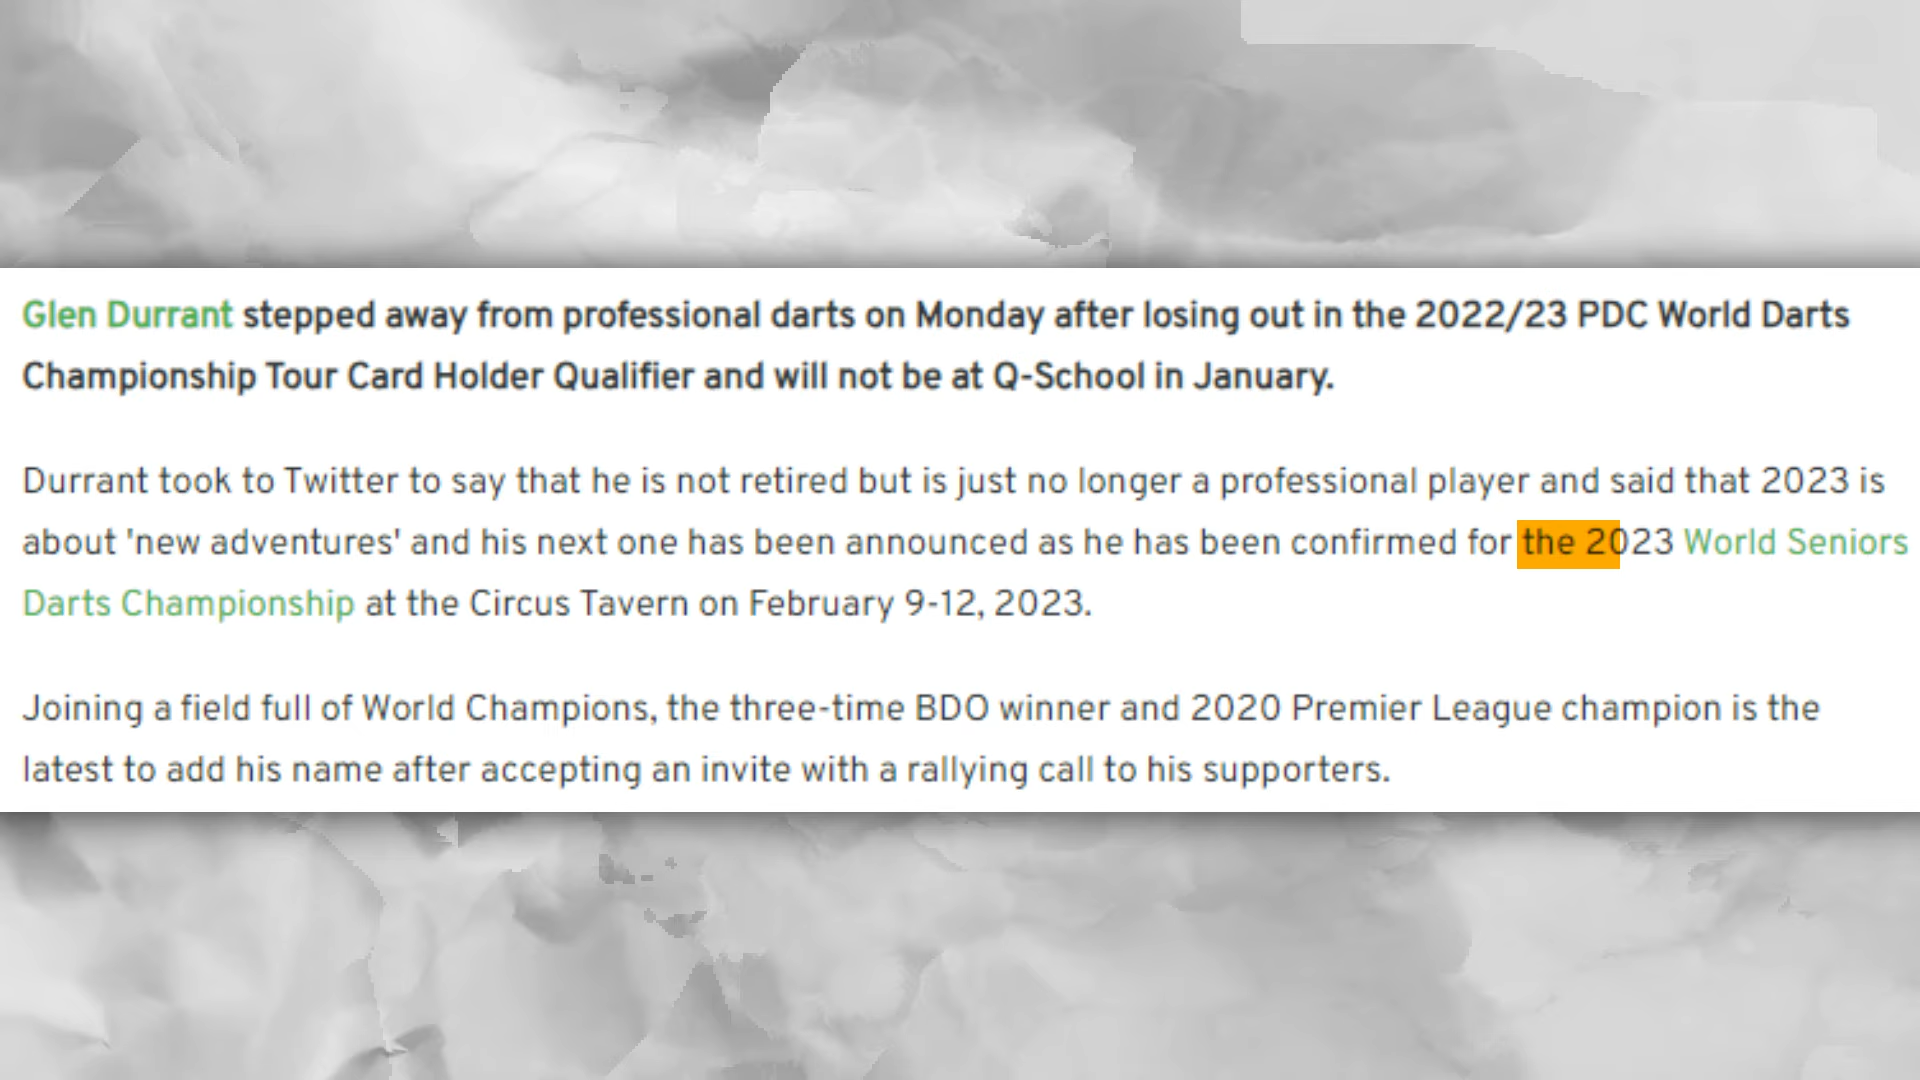 Glen Durrant stepped away from professional darts on Monday after losing out in the 2022/23 PDC World Darts
Championship Tour Card Holder Qualifier and will not be at Q-School in January.
Durrant took to Twitter to say that he is not retired but is just no longer a professional player and said that 2023 is
about 'new adventures' and his next one has been announced as he has been confirmed for the 2023 World Seniors
Darts Championship at the Circus Tavern on February 9-12, 2023.
Joining a field full of World Champions, the three-time BDO winner and 2020 Premier League champion is the
latest to add his name after accepting an invite with a rallying call to his supporters.